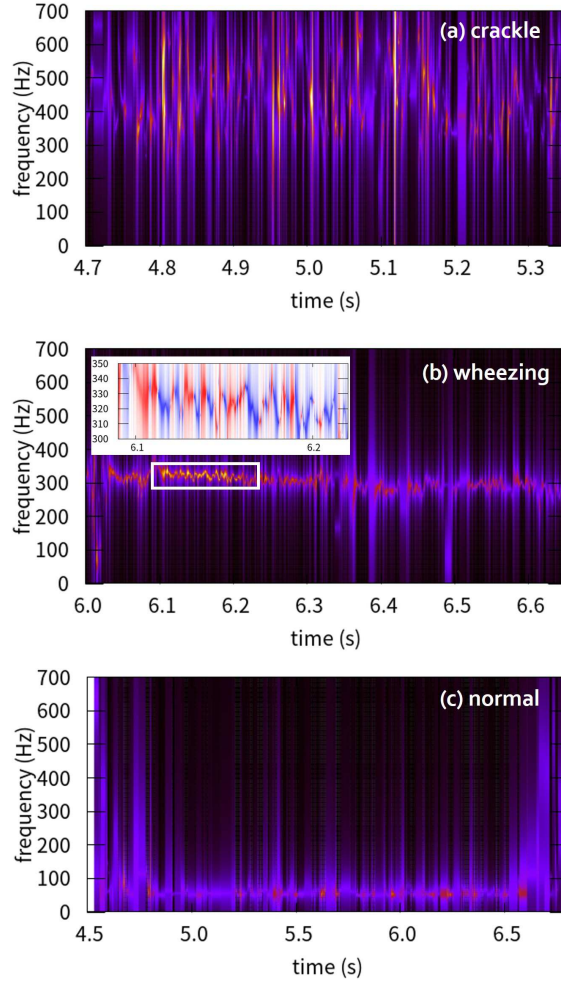 (a) crackle
frequency (Hz)
700
600
500
400
300
200
100
0
4.7 4.8 4.9 5.0 5.1 5.2 5.3
time (s)
(b) wheezing
frequency (Hz)
700
600
500
400
300
200
100
0
350
340
330
320
310
300
6.1 6.2
6.0 6.1 6.2 6.3 6.4 6.5 6.6
time (s)
(c) normal
frequency (Hz)
700
600
500
400
300
200
100
0
4.5 5.0 5.5 6.0 6.5
time (s)